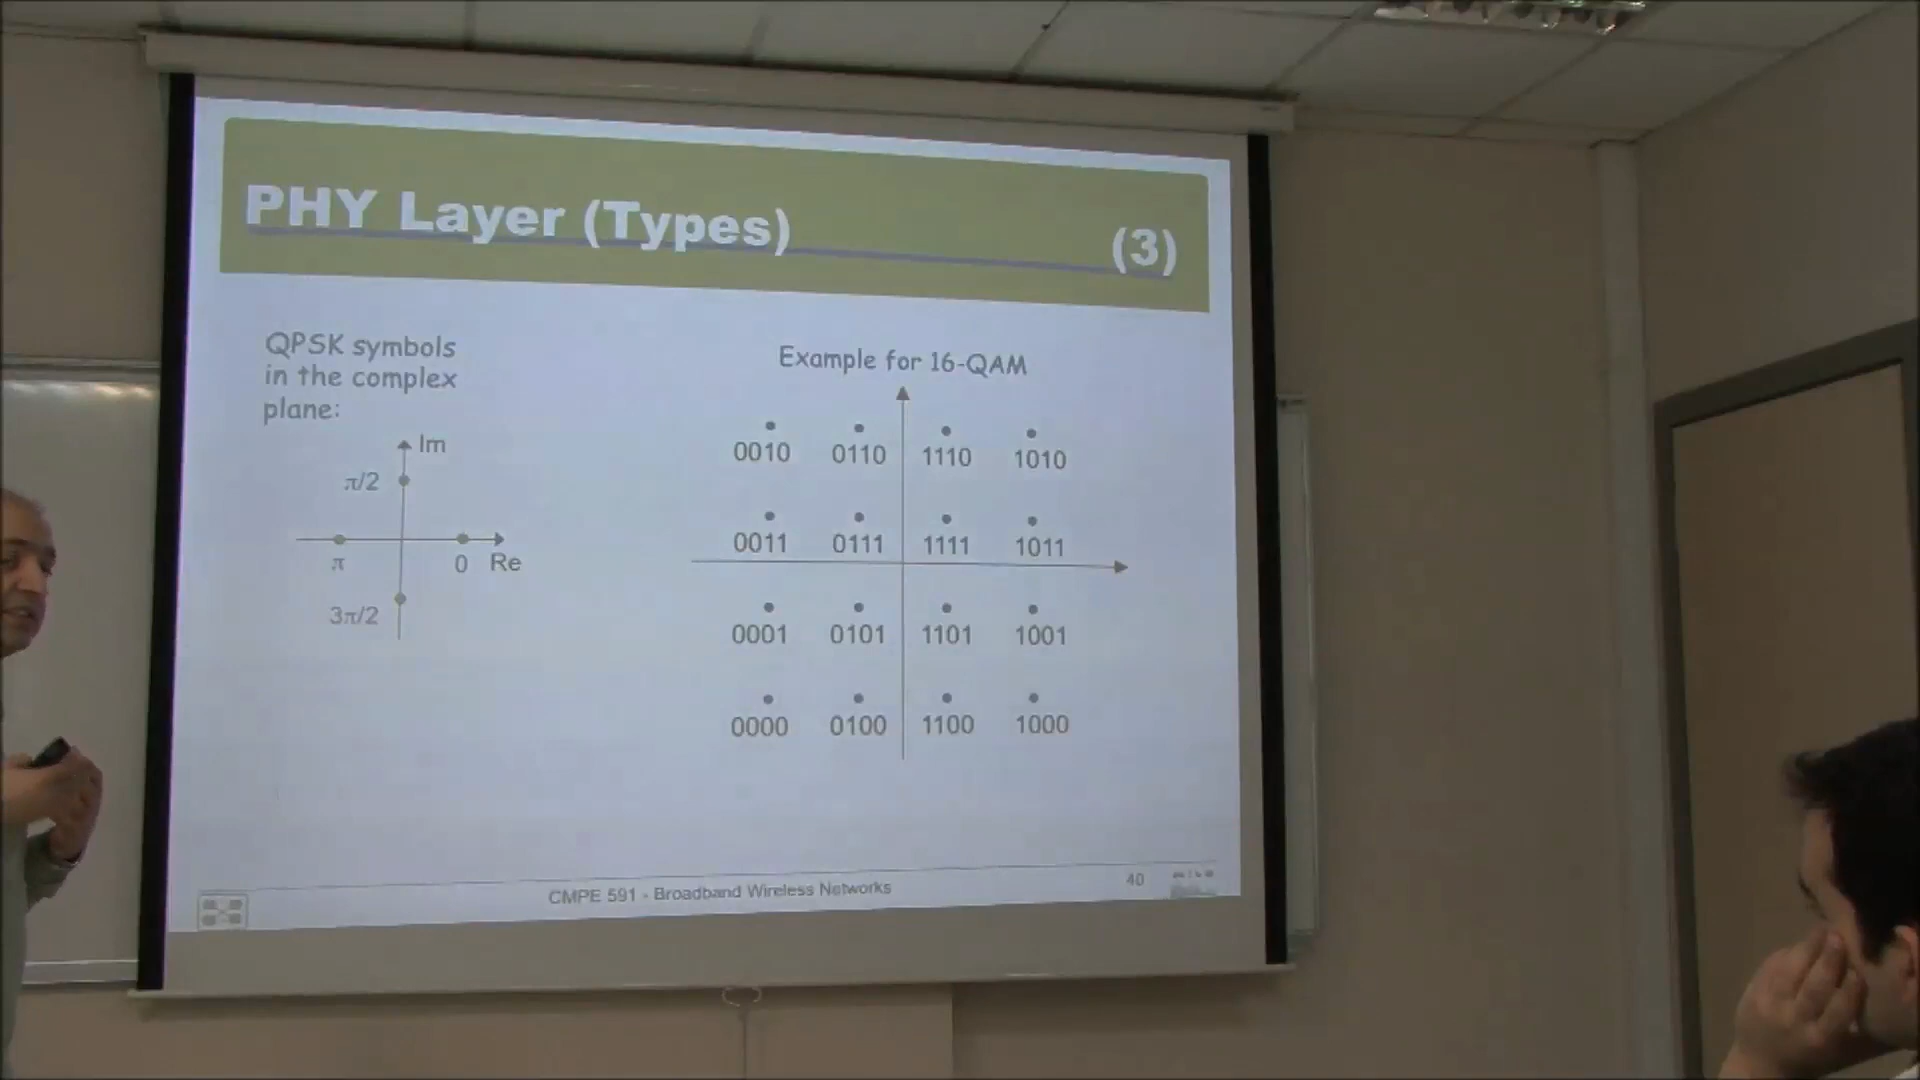 PHY Layer (Types)
(3)
QPSK symbols
in the complex
plane:
Im
π/2
π
0 Re
3π/2
Example for 16-QAM
0010 0110 1110 1010
0011 0111 1111 1011
0001 0101 1101 1001
0000 0100 1100 1000
CMPE 591 - Broadband Wireless Networks
40